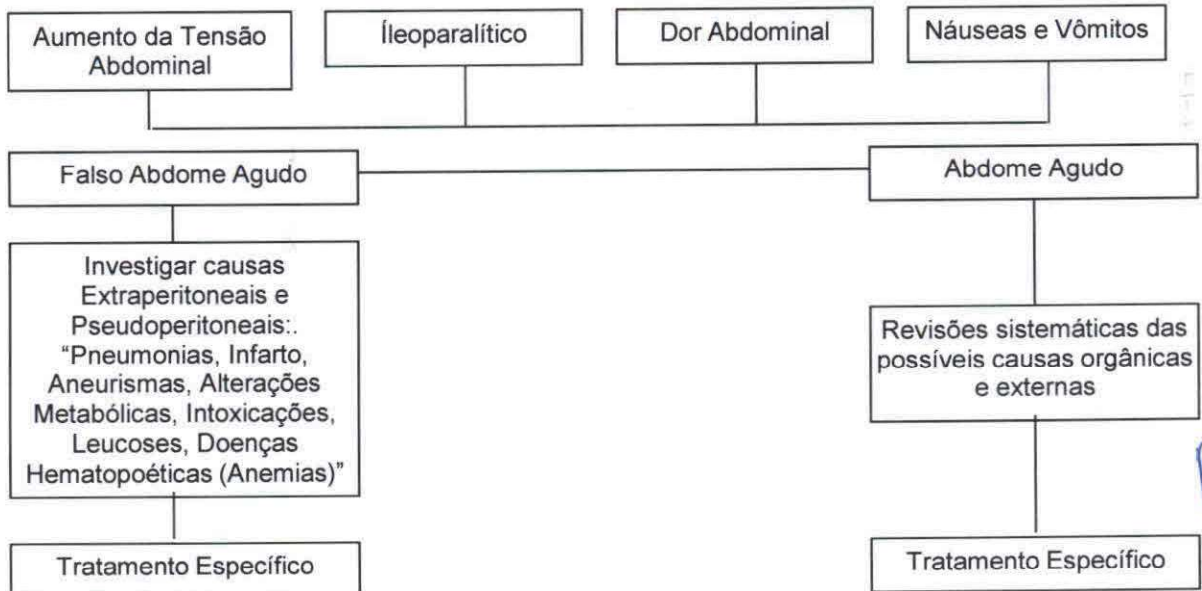 Aumento da Tensão
Abdominal
Íleoparalítico
Dor Abdominal
Náuseas e Vômitos
Falso Abdome Agudo
Abdome Agudo
Investigar causas
Extraperitoneais e
Pseudoperitoneais:.
“Pneumonias, Infarto,
Aneurismas, Alterações
Metabólicas, Intoxicações,
Leucoses, Doenças
Hematopoéticas (Anemias)”
Revisões sistemáticas das
possíveis causas orgânicas
e externas
Tratamento Específico
Tratamento Específico